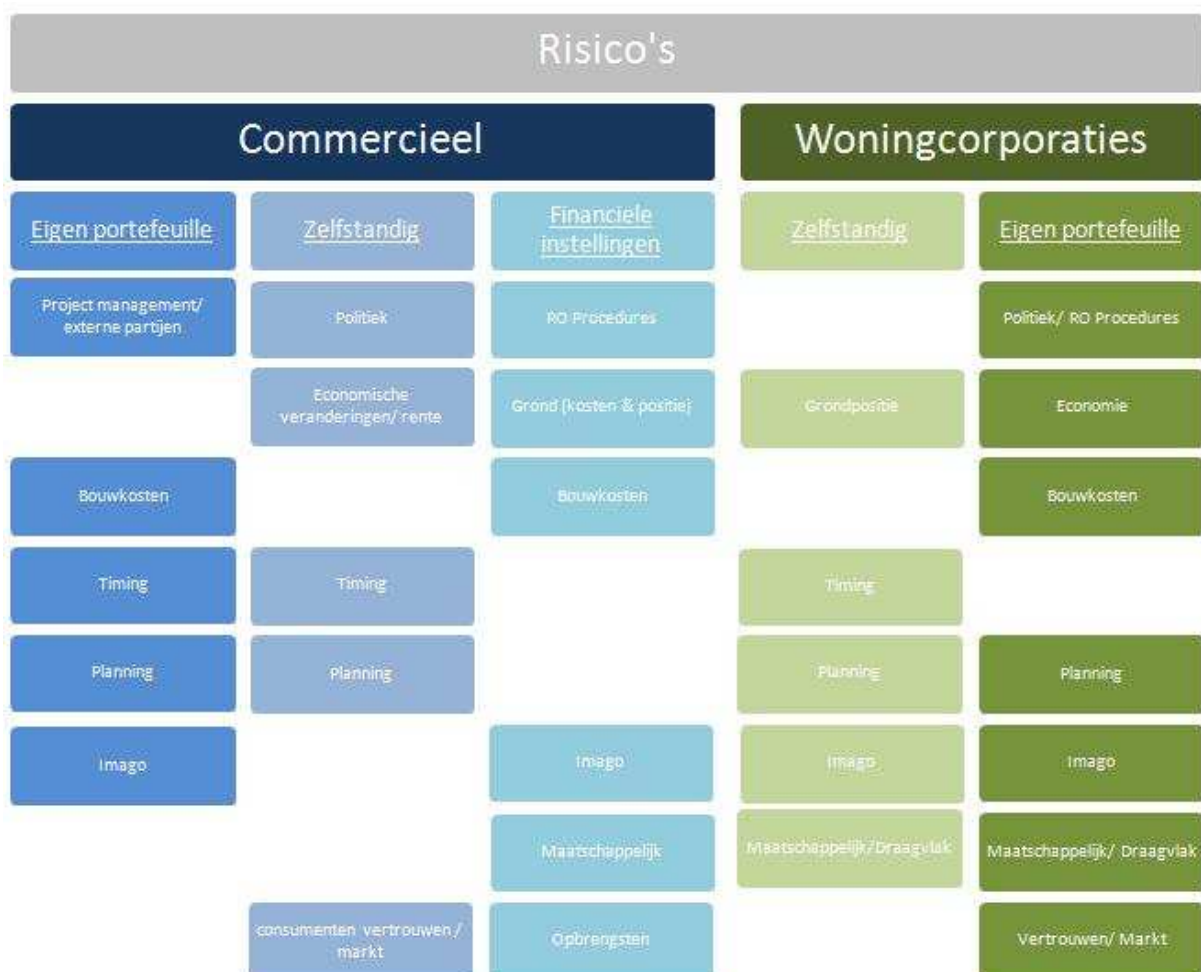 Risico's
Commercieel
Woningcorporaties
Eigen portefeuille
Zelfstandig
Financiele
instellingen
Zelfstandig
Eigen portefeuille
Project management/
externe partijen
Politiek
RO Procedures
Politiek/ RO Procedures
Economische
veranderingen/ rente
Grond (kosten & positie)
Grondpositie
Economie
Bouwkosten
Bouwkosten
Bouwkosten
Timing
Timing
Timing
Planning
Planning
Planning
Planning
Imago
Imago
Imago
Imago
Maatschappelijk
Maatschappelijk/Draagvlak
Maatschappelijk/ Draagvlak
consumenten vertrouwen /
markt
Opbrengsten
Vertrouwen/ Markt